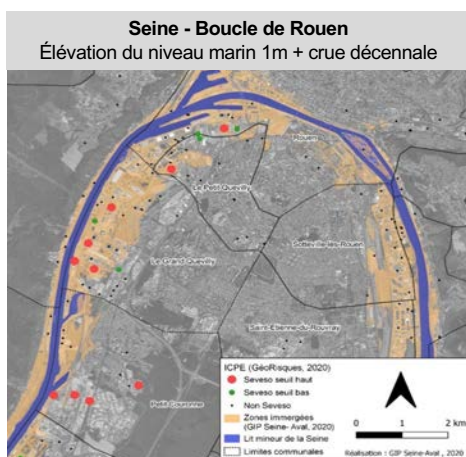 Seine - Boucle de Rouen
Élévation du niveau marin 1m + crue décennale
Rouen
Le Petit Quevilly
Sotteville-lès-Rouen
Le Grand Quevilly
Saint-Étienne-du-Rouvray
Petit Couronne
ICPE (GéoRisques, 2020)
Seveso seuil haut
Seveso seuil bas
Non Seveso
Zones immergées
(GIP Seine- Aval, 2020)
Lit mineur de la Seine
Limites communales
0 1 2 km
Réalisation : GIP Seine-Aval , 2020